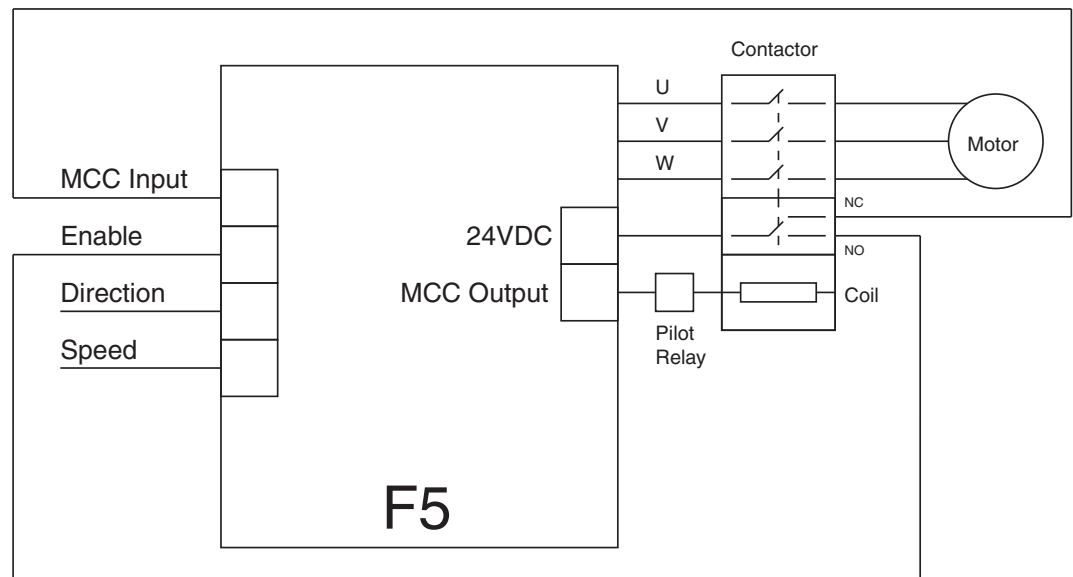 Contactor
U
V
W
Motor
MCC Input
NC
Enable
24VDC
NO
Direction
MCC Output
Coil
Pilot
Relay
Speed
F5